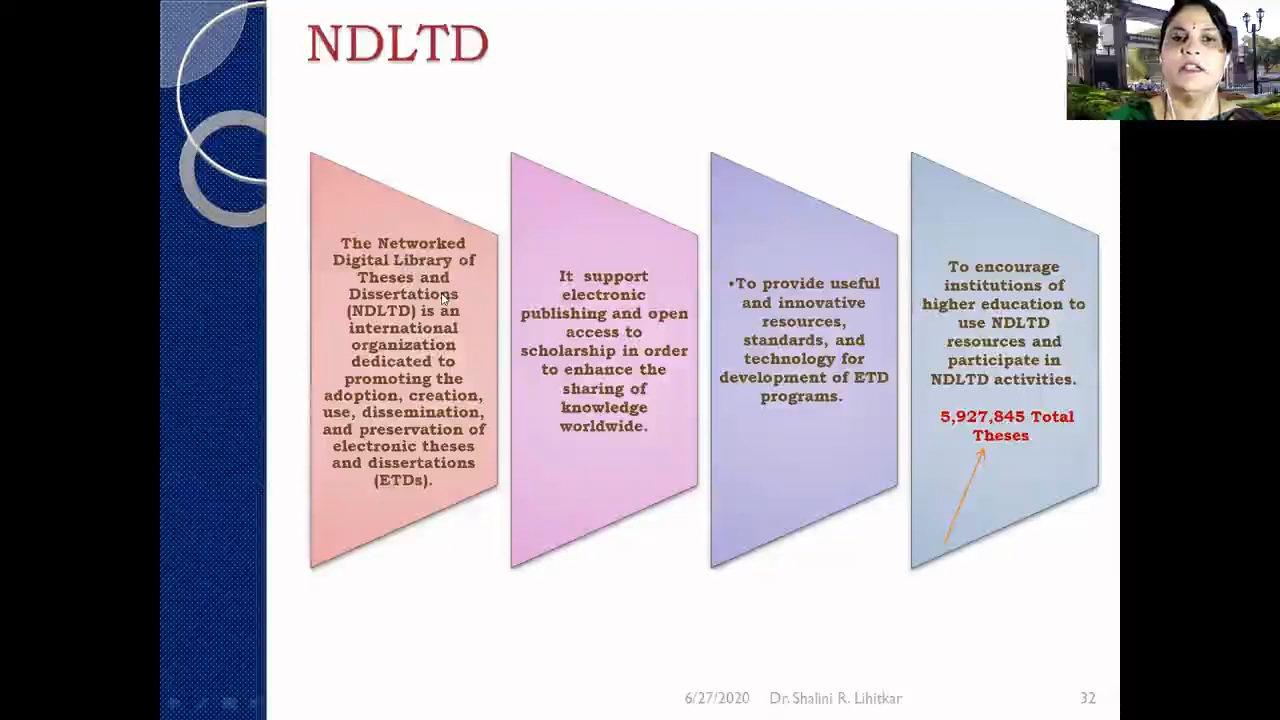 NDLTD
The Networked
Digital Library of
Theses and
Dissertations
(NDLTD) is an
international
organization
dedicated to
promoting the
adoption, creation,
use, dissemination,
and preservation of
electronic theses
and dissertations
(ETDs).
It support
electronic
publishing and open
access to
scholarship in order
to enhance the
sharing of
knowledge
worldwide.
•To provide useful
and innovative
resources,
standards, and
technology for
development of ETD
programs.
To encourage
institutions of
higher education to
use NDLTD
resources and
participate in
NDLTD activities.
5,927,845 Total
Theses
6/27/2020 Dr. Shalini R. Lihitkar 32